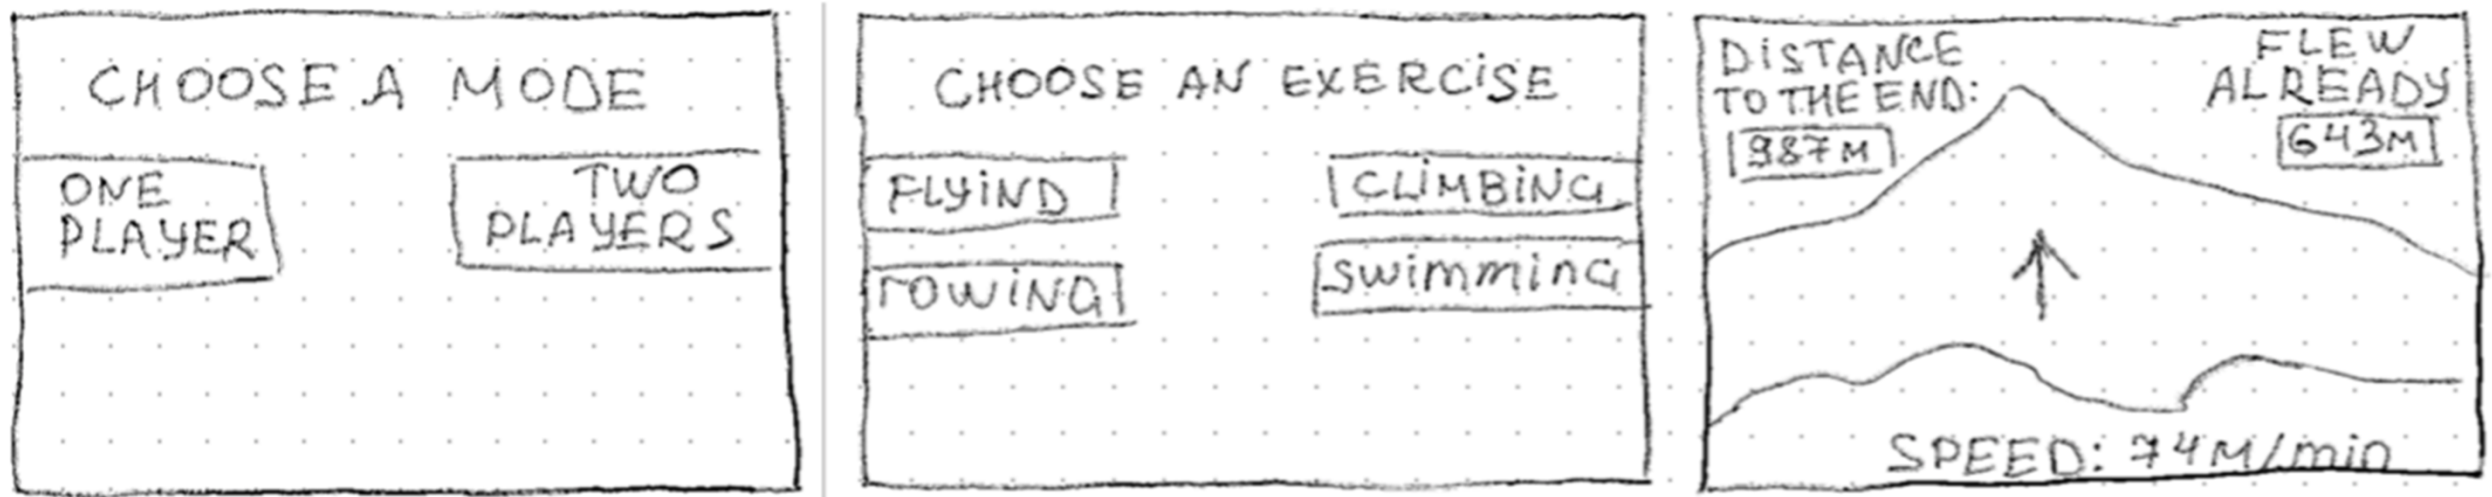 CHOOSE A MODE
ONE
PLAYER
TWO
PLAYERS
CHOOSE AN EXERCISE
FLYiND
CLiMBiNG
rowiNG
swimming
DiSTANCE
TO THE END:
987M
FLEW
ALREADY
643M
SPEED: 74M/min